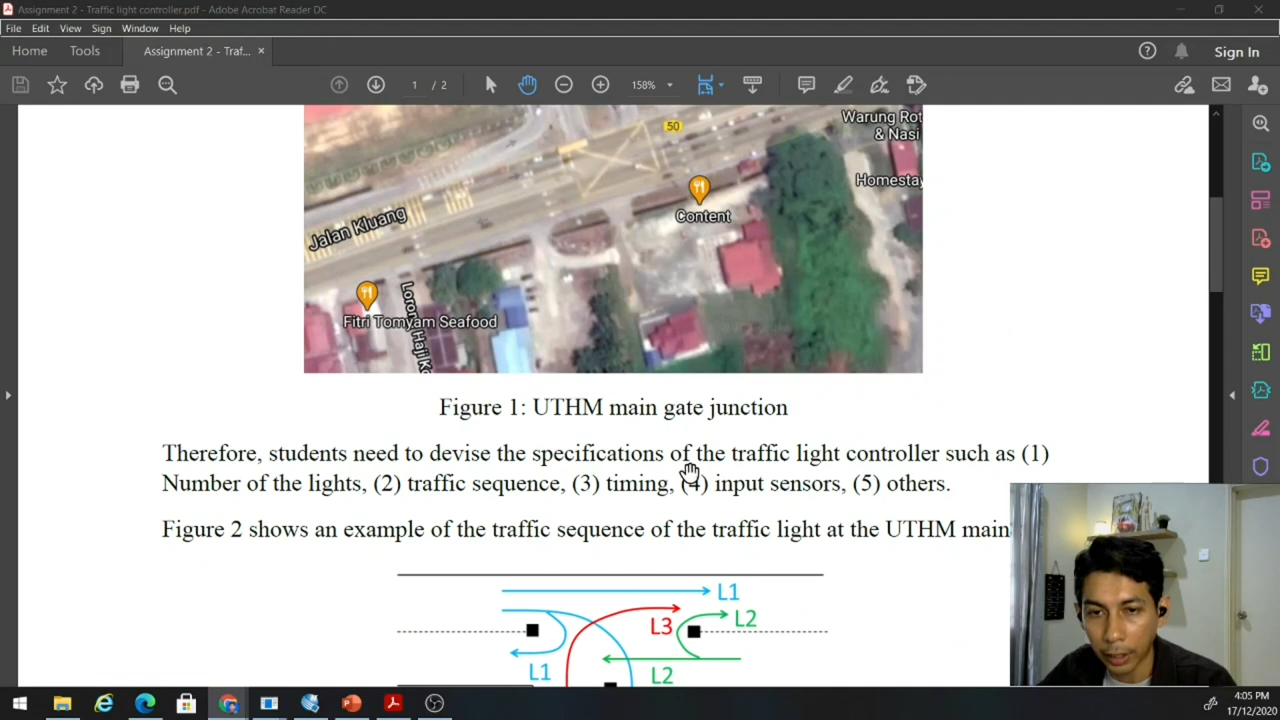 Assignment 2 - Traffic light controller.pdf - Adobe Acrobat Reader DC
File Edit View Sign Window Help
Home Tools Assignment 2 - Traf... × Sign In
1 / 2 158%
50
Warung Rot
& Nasi
Homestay
Content
Jalan Kluang
Fitri Tomyam Seafood
Lorong Haji Ko
Figure 1: UTHM main gate junction
Therefore, students need to devise the specifications of the traffic light controller such as (1)
Number of the lights, (2) traffic sequence, (3) timing, (4) input sensors, (5) others.
Figure 2 shows an example of the traffic sequence of the traffic light at the UTHM main
L1
L3 L2
L1 L2
4:05 PM
17/12/2020